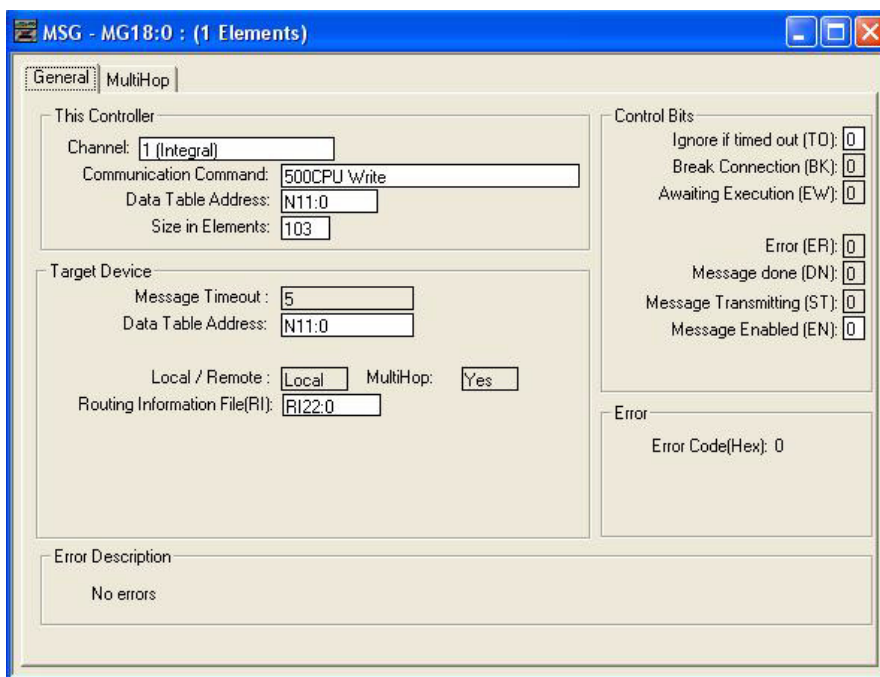 MSG - MG18:0 : (1 Elements)
General MultiHop
This Controller
Channel: 1 (Integral)
Communication Command: 500CPU Write
Data Table Address: N11:0
Size in Elements: 103
Target Device
Message Timeout : 5
Data Table Address: N11:0
Local / Remote : Local MultiHop: Yes
Routing Information File(RI): RI22:0
Control Bits
Ignore if timed out (TO): 0
Break Connection (BK): 0
Awaiting Execution (EW): 0
Error (ER): 0
Message done (DN): 0
Message Transmitting (ST): 0
Message Enabled (EN): 0
Error
Error Code(Hex): 0
Error Description
No errors